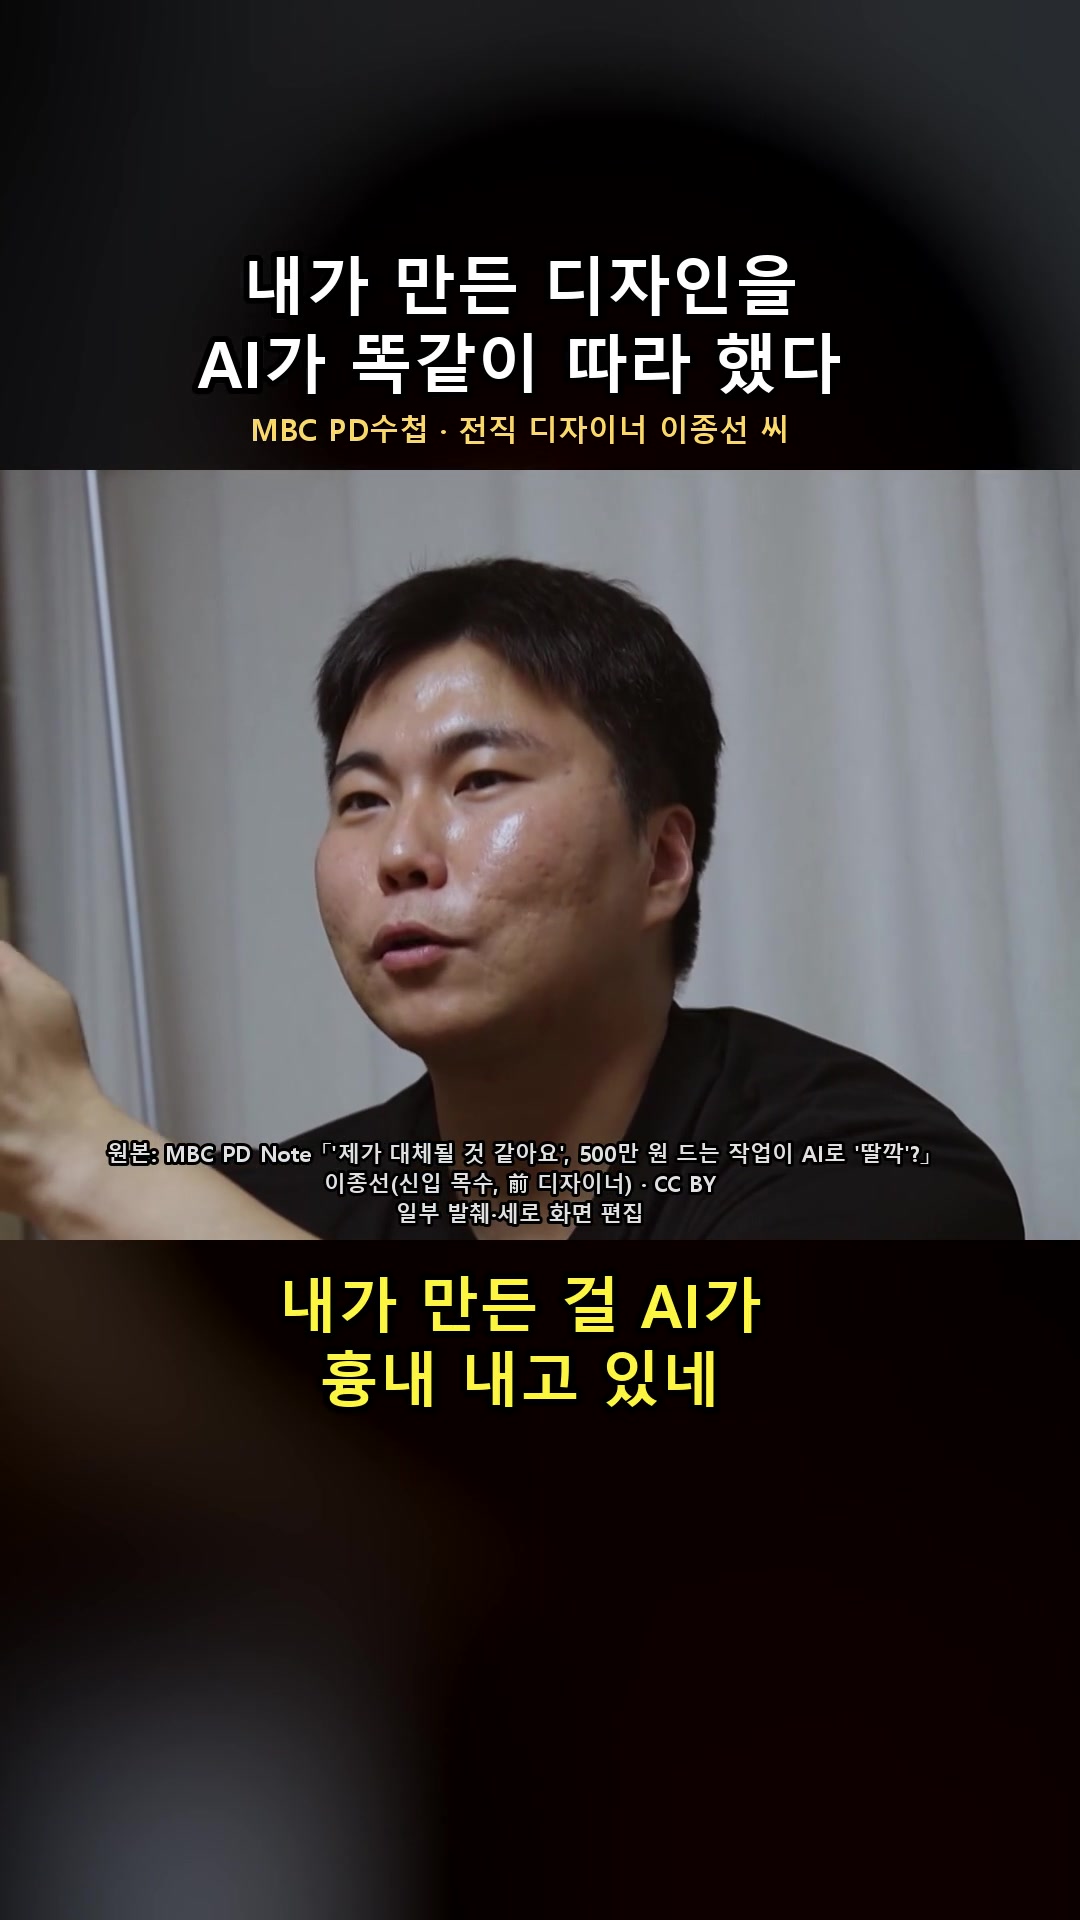 내가 만든 디자인을
AI가 똑같이 따라 했다
MBC PD수첩 · 전직 디자이너 이종선 씨
원본: MBC PD Note 「'제가 대체될 것 같아요', 500만 원 드는 작업이 AI로 '딸깍'?」
이종선(신입 목수, 前 디자이너) · CC BY
일부 발췌·세로 화면 편집
내가 만든 걸 AI가
흉내 내고 있네